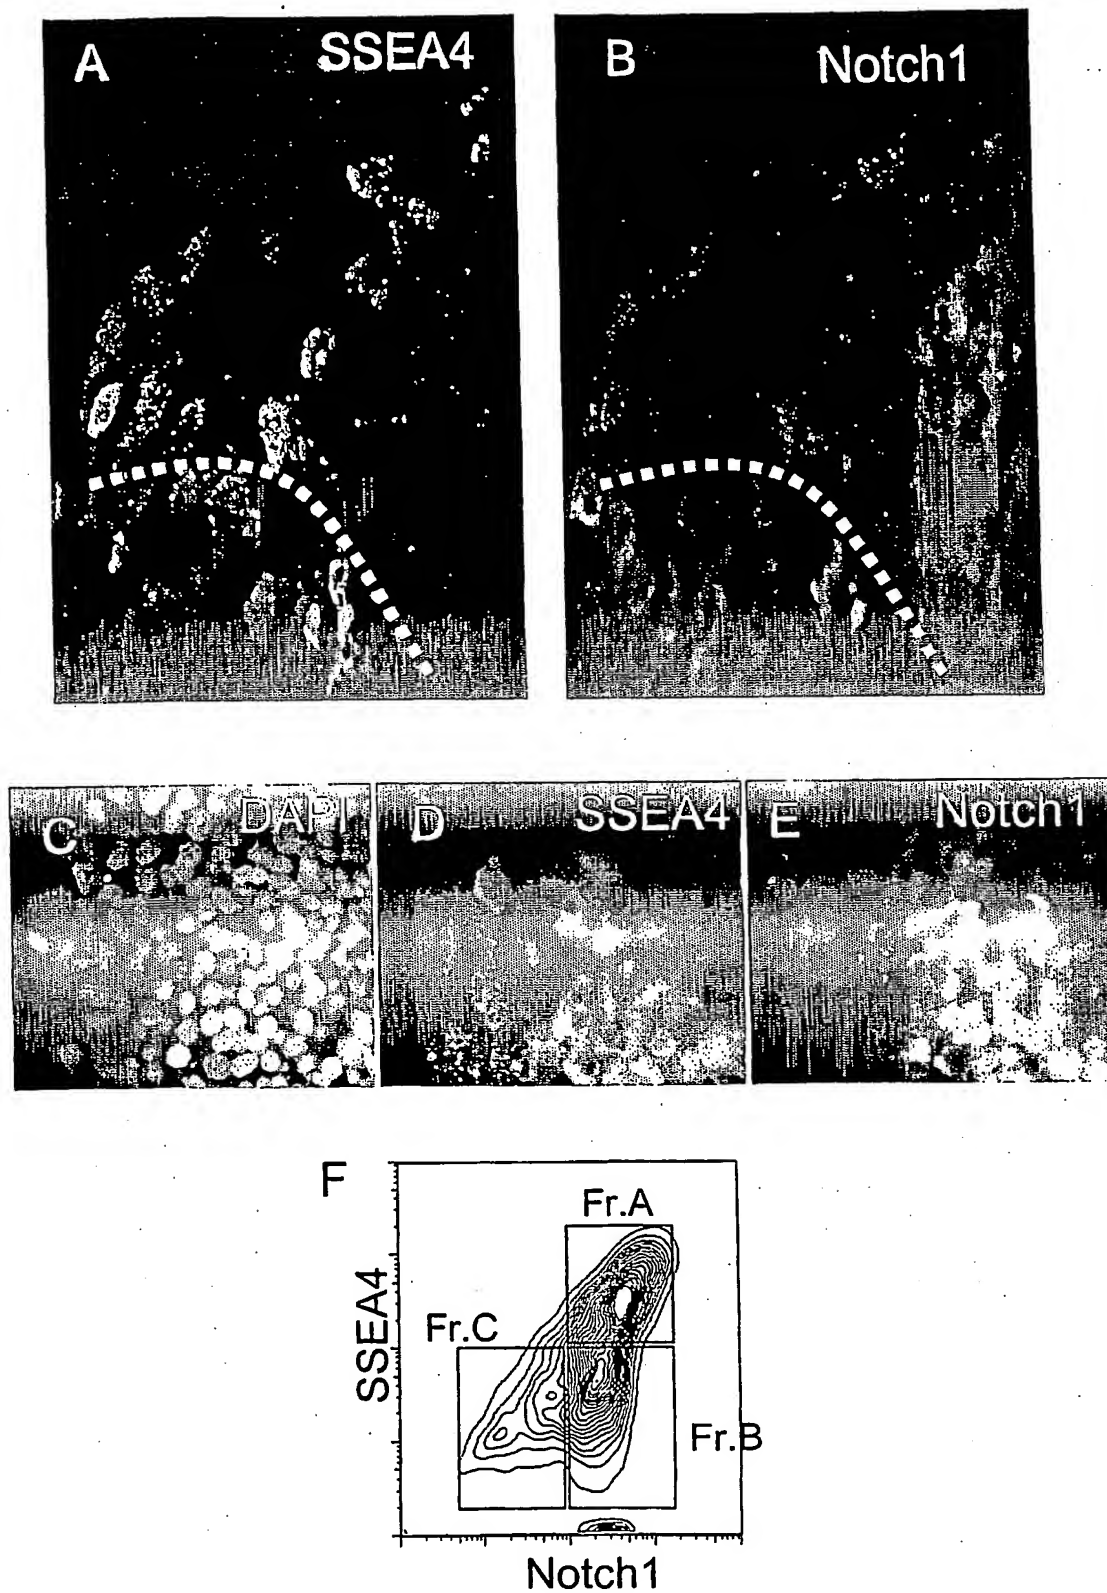 A SSEA4
B Notch1
C DAPI
D SSEA4
E Notch1
F
Fr.A
Fr.C
Fr.B
SSEA4
Notch1